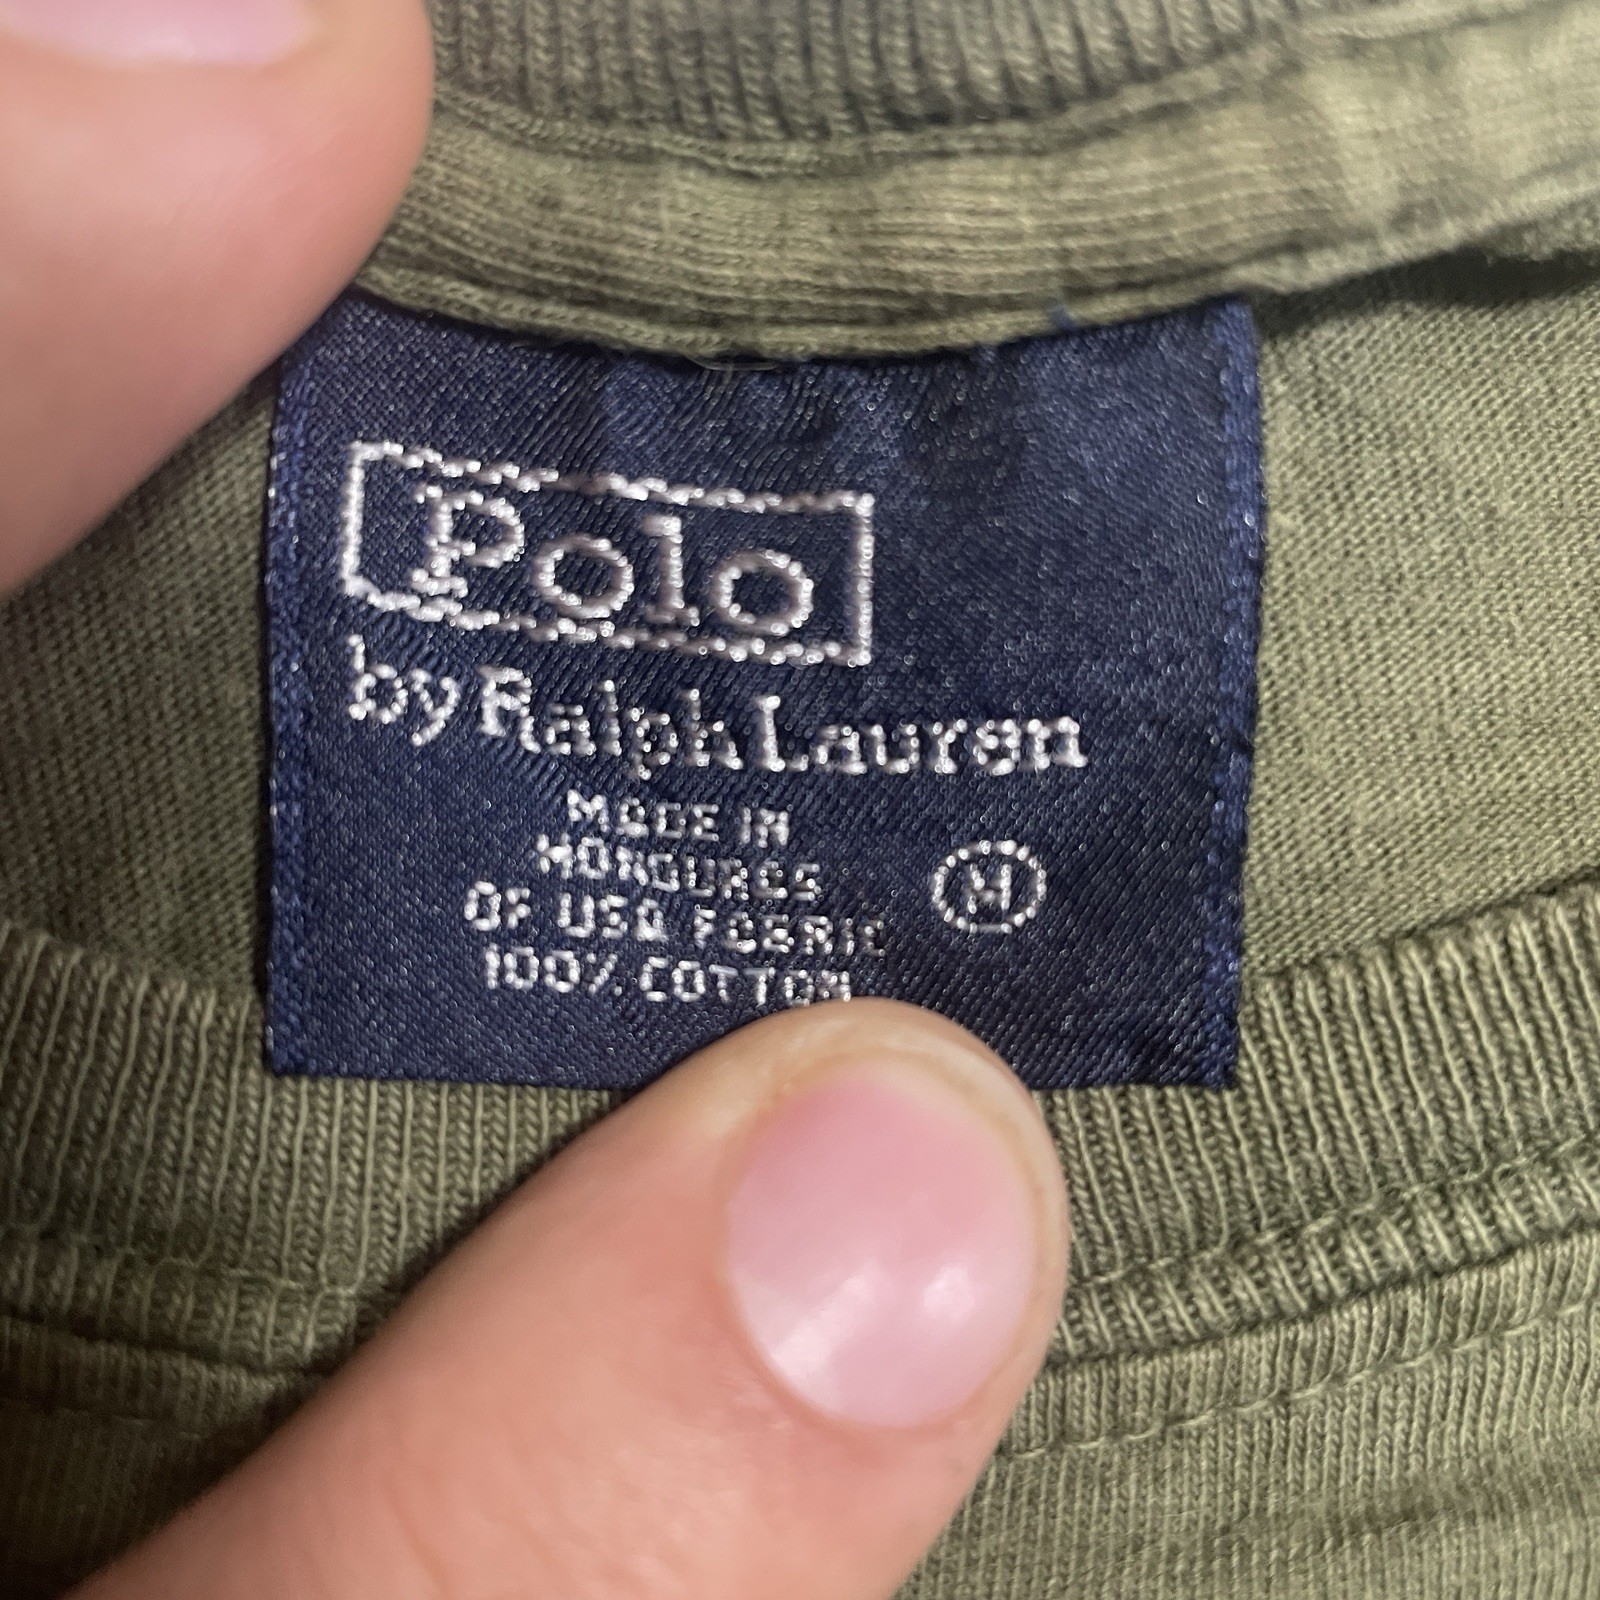 Polo
by Ralph Lauren
MADE IN
HONDURAS
OF USA FABRIC
100% COTTON
M